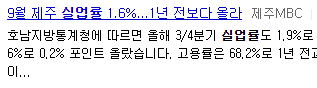 9월 제주 실업률 1.6%...1년 전보다 올라 제주MBC
호남지방통계청에 따르면 올해 3/4분기 실업률도 1.9%로
6%로 0.2% 포인트 올랐습니다. 고용률은 68.2%로 1년 전과
이...